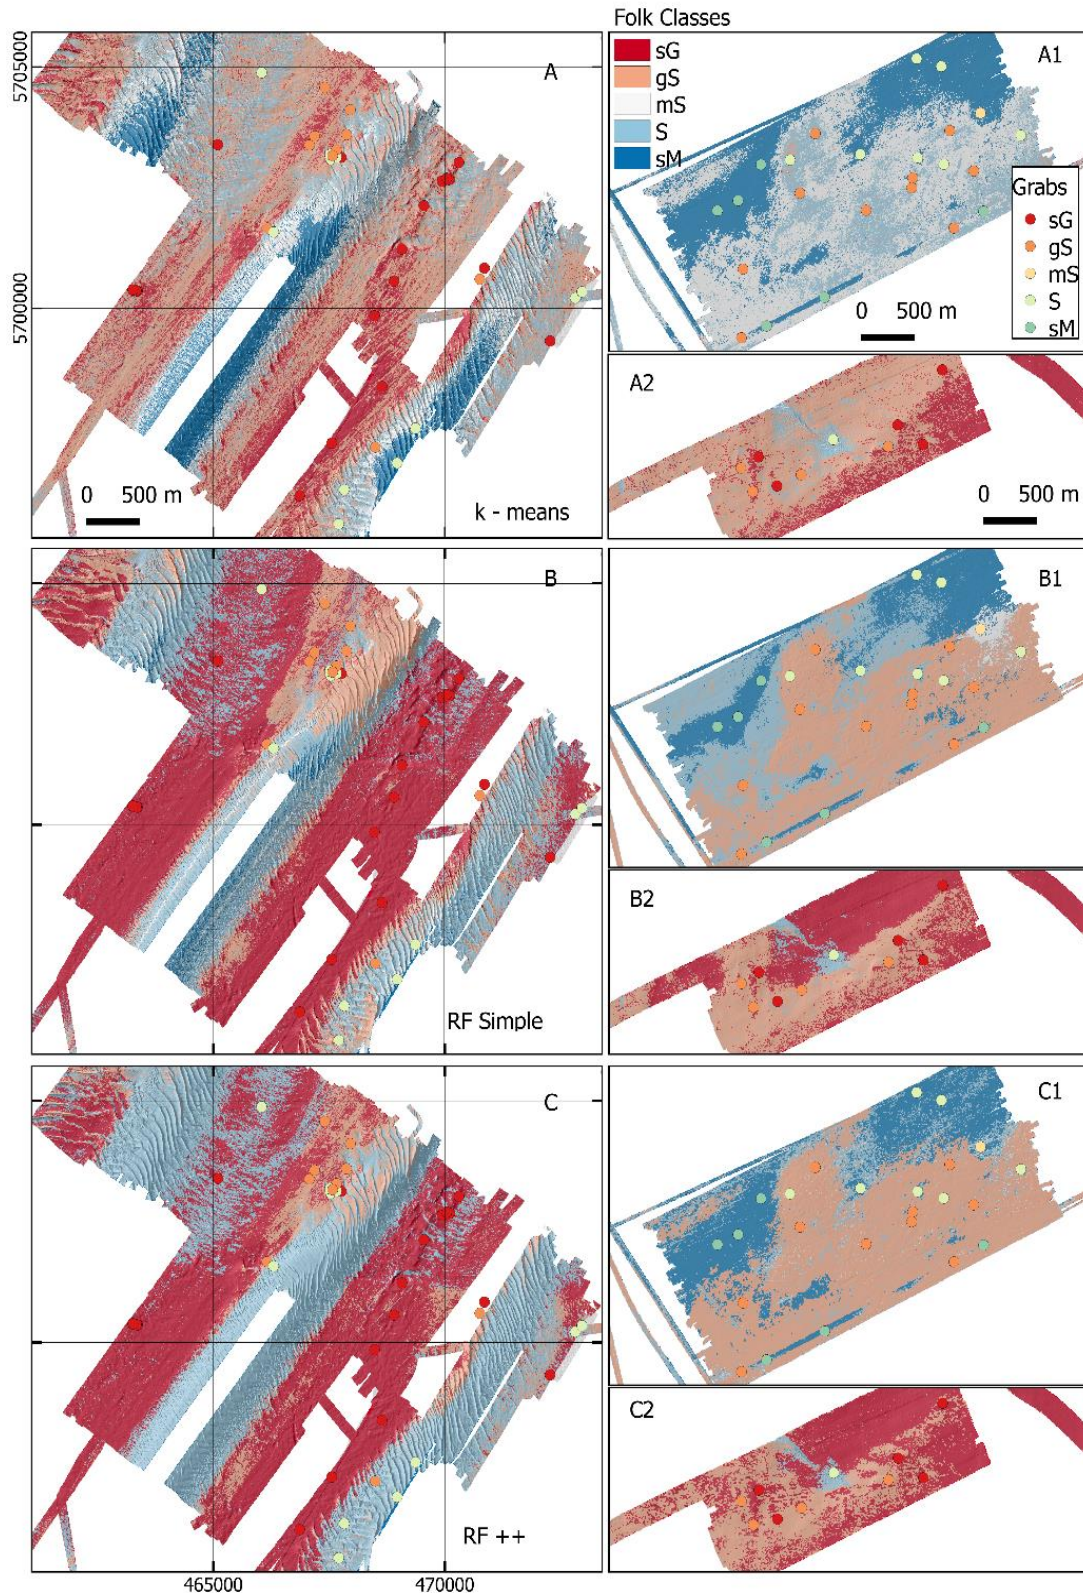 Folk Classes
sG
gS
mS
S
sM
A
A1
5705000
5700000
Grabs
sG
gS
mS
S
sM
0 500 m
A2
0 500 m
0 500 m
k - means
B
B1
B2
RF Simple
C
C1
C2
RF ++
465000
470000